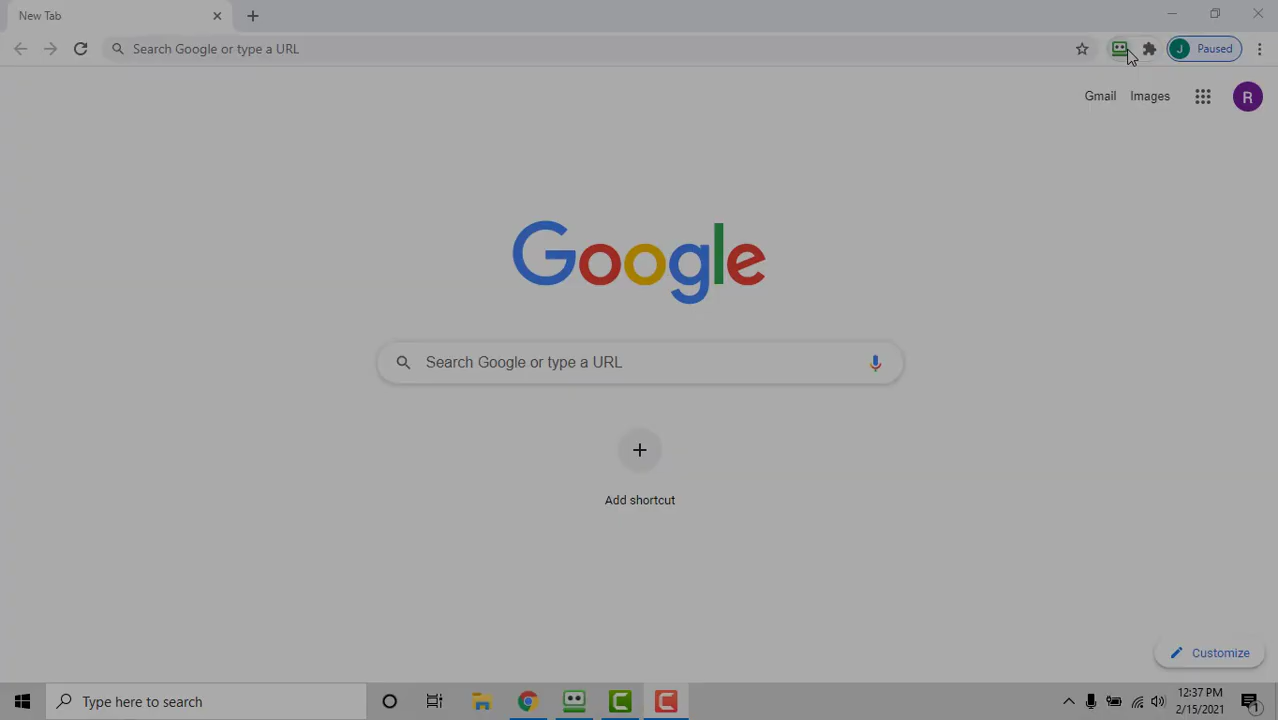 New Tab
Search Google or type a URL
J Paused
Gmail Images R
Google
Search Google or type a URL
Add shortcut
Customize
Type here to search
12:37 PM
2/15/2021
1